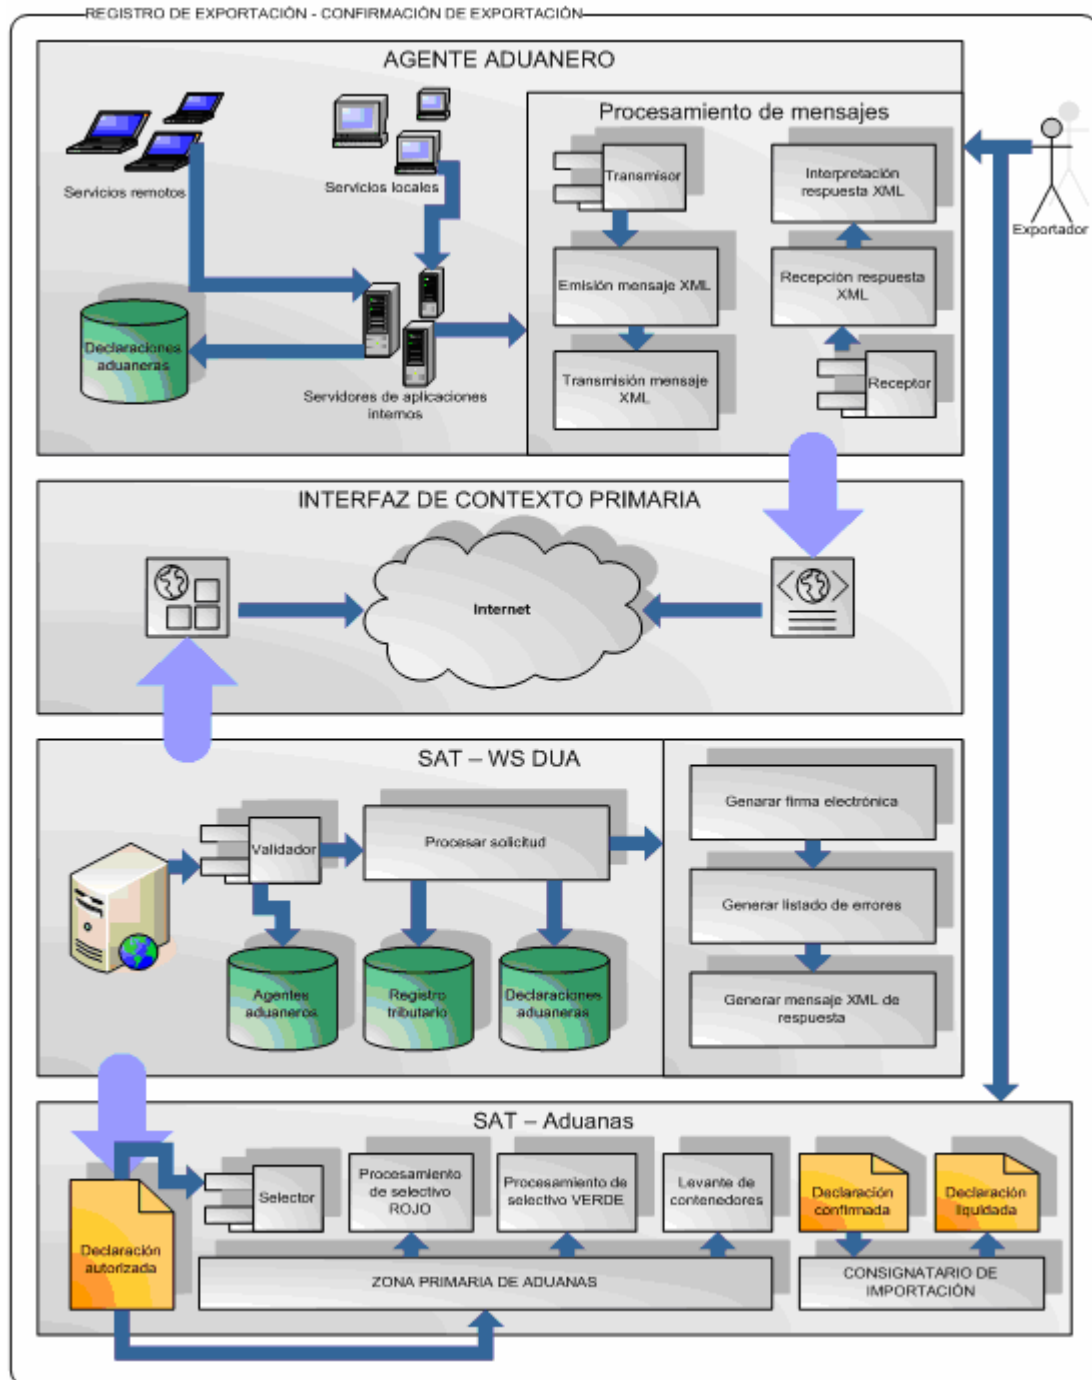 REGISTRO DE EXPORTACIÓN - CONFIRMACIÓN DE EXPORTACIÓN
AGENTE ADUANERO
Servicios remotos
Servicios locales
Declaraciones
aduaneras
Servidores de aplicaciones
internos
Procesamiento de mensajes
Transmisor
Emisión mensaje XML
Transmisión mensaje
XML
Interpretación
respuesta XML
Recepción respuesta
XML
Receptor
Exportador
INTERFAZ DE CONTEXTO PRIMARIA
Internet
SAT – WS DUA
Validador
Procesar solicitud
Agentes
aduaneros
Registro
tributario
Declaraciones
aduaneras
Genarar firma electrónica
Generar listado de errores
Generar mensaje XML de
respuesta
SAT – Aduanas
Declaración
autorizada
Selector
Procesamiento
de selectivo
ROJO
Procesamiento de
selectivo VERDE
Levante de
contenedores
Declaración
confirmada
Declaración
liquidada
ZONA PRIMARIA DE ADUANAS
CONSIGNATARIO DE
IMPORTACIÓN